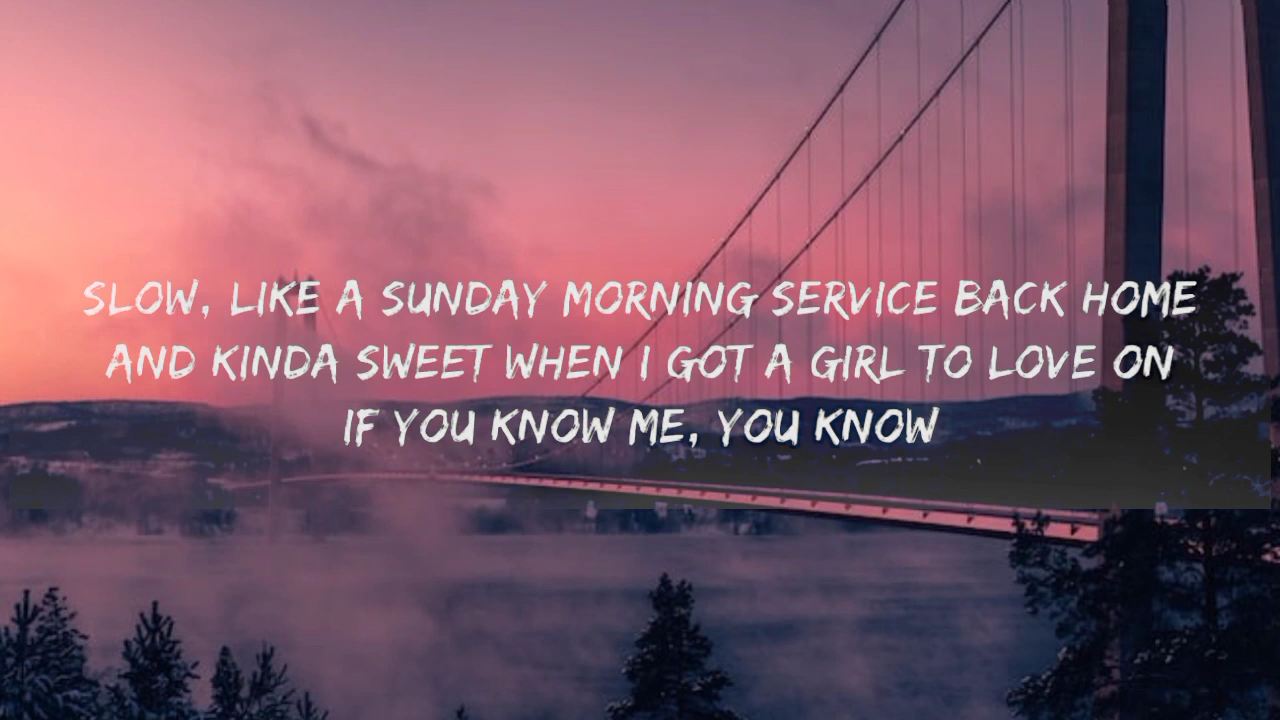 SLOW, LIKE A SUNDAY MORNING SERVICE BACK HOME
AND KINDA SWEET WHEN I GOT A GIRL TO LOVE ON
IF YOU KNOW ME, YOU KNOW